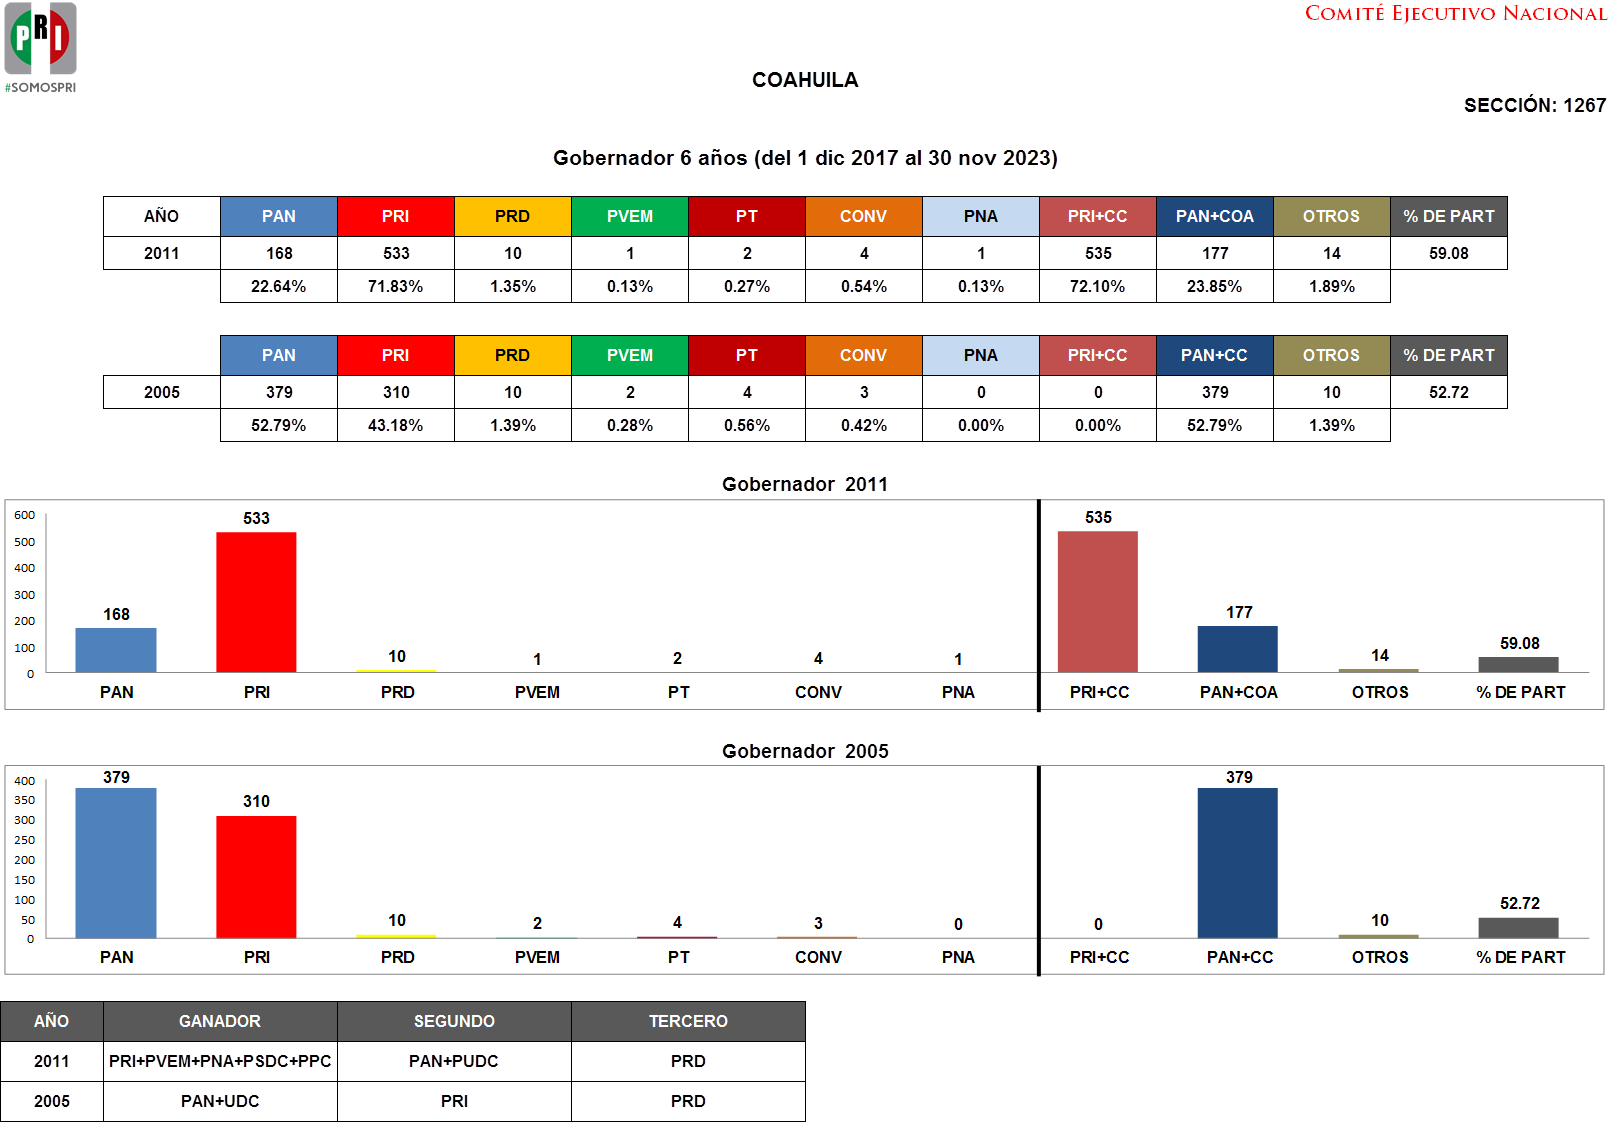 PRI
#SOMOSPRI
COMITÉ EJECUTIVO NACIONAL
COAHUILA
SECCIÓN: 1267
Gobernador 6 años (del 1 dic 2017 al 30 nov 2023)
AÑO PAN PRI PRD PVEM PT CONV PNA PRI+CC PAN+COA OTROS % DE PART
2011 168 533 10 1 2 4 1 535 177 14 59.08
22.64% 71.83% 1.35% 0.13% 0.27% 0.54% 0.13% 72.10% 23.85% 1.89%
PAN PRI PRD PVEM PT CONV PNA PRI+CC PAN+CC OTROS % DE PART
2005 379 310 10 2 4 3 0 0 379 10 52.72
52.79% 43.18% 1.39% 0.28% 0.56% 0.42% 0.00% 0.00% 52.79% 1.39%
Gobernador 2011
600
500
400
300
200
100
0
168 533 10 1 2 4 1 535 177 14 59.08
PAN PRI PRD PVEM PT CONV PNA PRI+CC PAN+COA OTROS % DE PART
Gobernador 2005
400
350
300
250
200
150
100
50
0
379 310 10 2 4 3 0 0 379 10 52.72
PAN PRI PRD PVEM PT CONV PNA PRI+CC PAN+CC OTROS % DE PART
AÑO GANADOR SEGUNDO TERCERO
2011 PRI+PVEM+PNA+PSDC+PPC PAN+PUDC PRD
2005 PAN+UDC PRI PRD